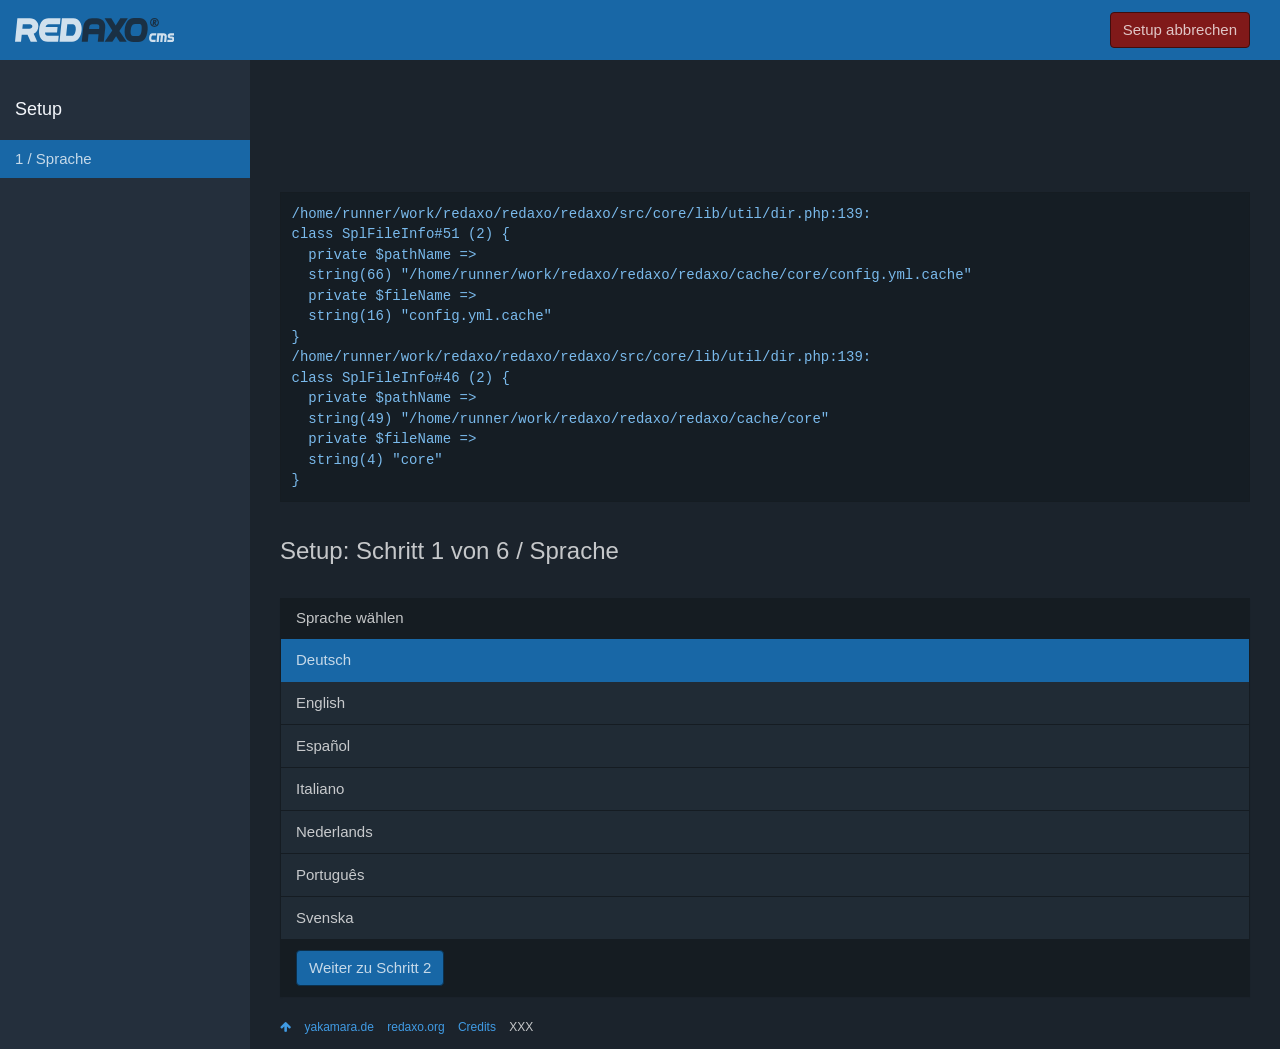 REDAXO® cms
Setup abbrechen
Setup
1 / Sprache
/home/runner/work/redaxo/redaxo/redaxo/src/core/lib/util/dir.php:139:
class SplFileInfo#51 (2) {
  private $pathName =>
  string(66) "/home/runner/work/redaxo/redaxo/redaxo/cache/core/config.yml.cache"
  private $fileName =>
  string(16) "config.yml.cache"
}
/home/runner/work/redaxo/redaxo/redaxo/src/core/lib/util/dir.php:139:
class SplFileInfo#46 (2) {
  private $pathName =>
  string(49) "/home/runner/work/redaxo/redaxo/redaxo/cache/core"
  private $fileName =>
  string(4) "core"
}
Setup: Schritt 1 von 6 / Sprache
Sprache wählen
Deutsch
English
Español
Italiano
Nederlands
Português
Svenska
Weiter zu Schritt 2
yakamara.de redaxo.org Credits XXX